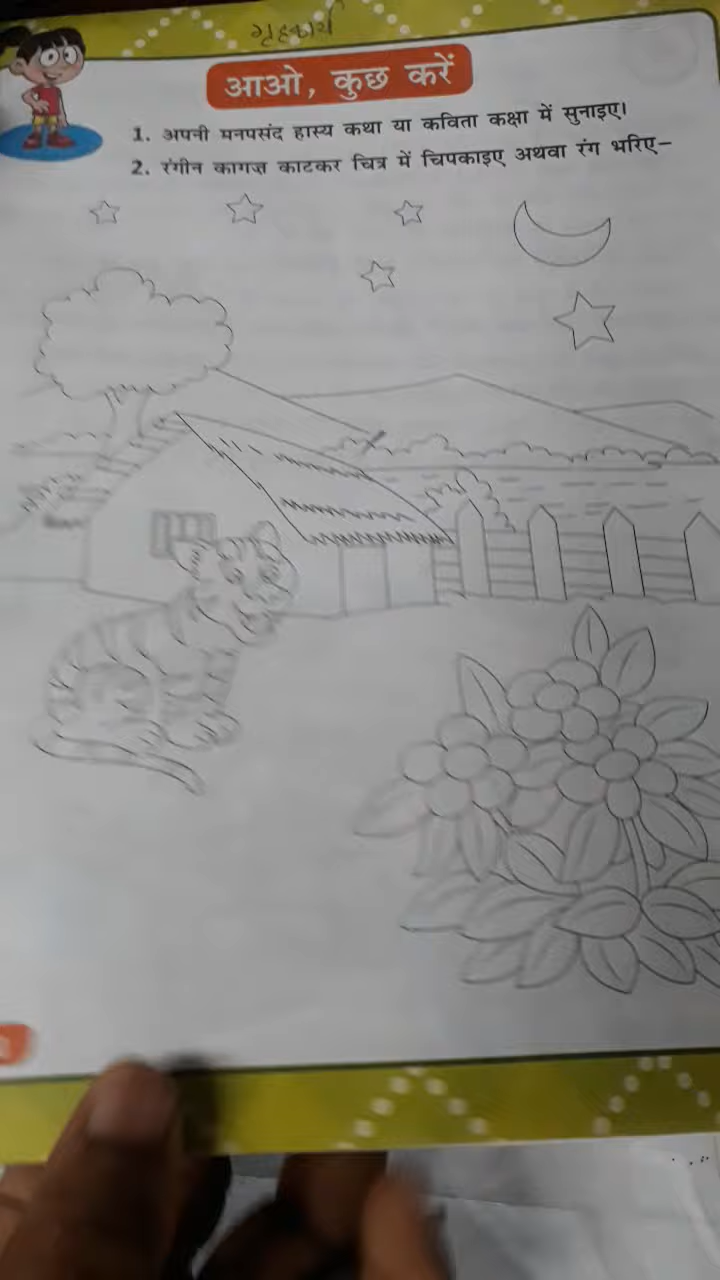 गृहकार्य
आओ, कुछ करें
1. अपनी मनपसंद हास्य कथा या कविता कक्षा में सुनाइए।
2. रंगीन कागज़ काटकर चित्र में चिपकाइए अथवा रंग भरिए–